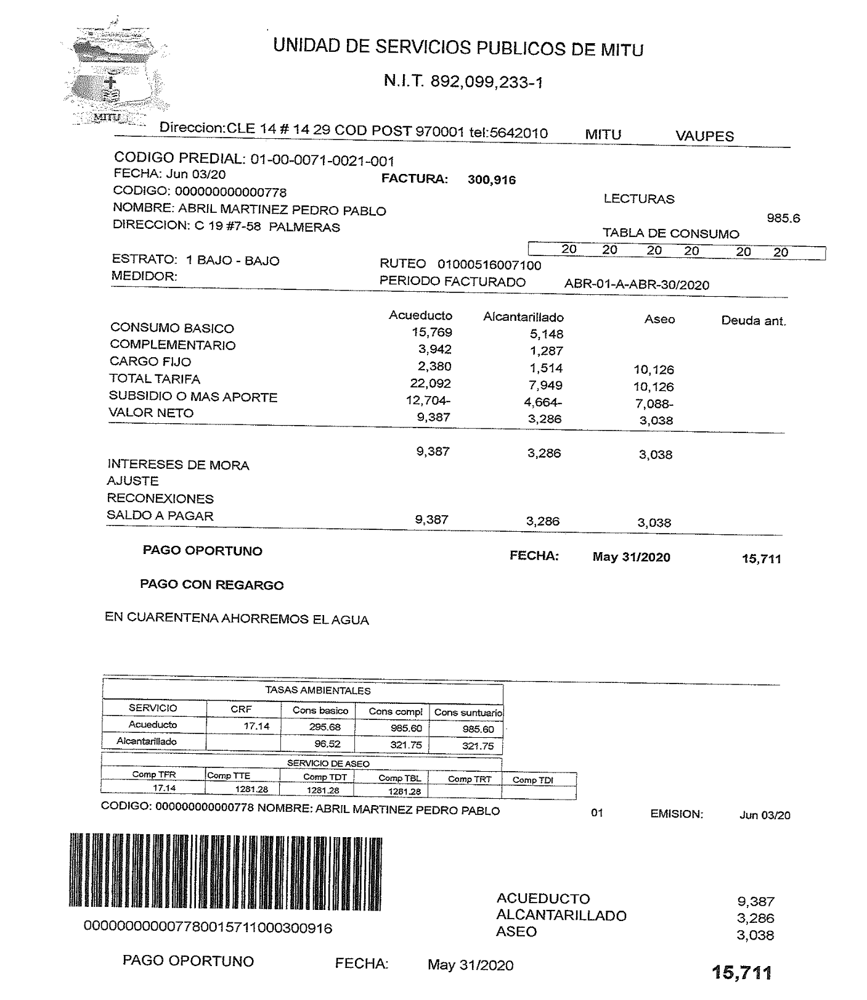 UNIDAD DE SERVICIOS PUBLICOS DE MITU
N.I.T. 892,099,233-1
MITU
Direccion:CLE 14 # 14 29 COD POST 970001 tel:5642010 MITU VAUPES
CODIGO PREDIAL: 01-00-0071-0021-001
FECHA: Jun 03/20 FACTURA: 300,916
CODIGO: 000000000000778 LECTURAS
NOMBRE: ABRIL MARTINEZ PEDRO PABLO 985.6
DIRECCION: C 19 #7-58 PALMERAS TABLA DE CONSUMO
20 20 20 20 20 20
ESTRATO: 1 BAJO - BAJO RUTEO 01000516007100
MEDIDOR: PERIODO FACTURADO ABR-01-A-ABR-30/2020
Acueducto Alcantarillado Aseo Deuda ant.
CONSUMO BASICO 15,769 5,148
COMPLEMENTARIO 3,942 1,287
CARGO FIJO 2,380 1,514 10,126
TOTAL TARIFA 22,092 7,949 10,126
SUBSIDIO O MAS APORTE 12,704- 4,664- 7,088-
VALOR NETO 9,387 3,286 3,038
9,387 3,286 3,038
INTERESES DE MORA
AJUSTE
RECONEXIONES
SALDO A PAGAR 9,387 3,286 3,038
PAGO OPORTUNO FECHA: May 31/2020 15,711
PAGO CON REGARGO
EN CUARENTENA AHORREMOS EL AGUA
TASAS AMBIENTALES
SERVICIO CRF Cons basico Cons compl Cons suntuario
Acueducto 17.14 295.68 985.60 985.60
Alcantarillado 96.52 321.75 321.75
SERVICIO DE ASEO
Comp TFR Comp TTE Comp TDT Comp TBL Comp TRT Comp TDI
17.14 1281.28 1281.28 1281.28
CODIGO: 000000000000778 NOMBRE: ABRIL MARTINEZ PEDRO PABLO 01 EMISION: Jun 03/20
ACUEDUCTO 9,387
ALCANTARILLADO 3,286
ASEO 3,038
000000000007780015711000300916
PAGO OPORTUNO FECHA: May 31/2020 15,711